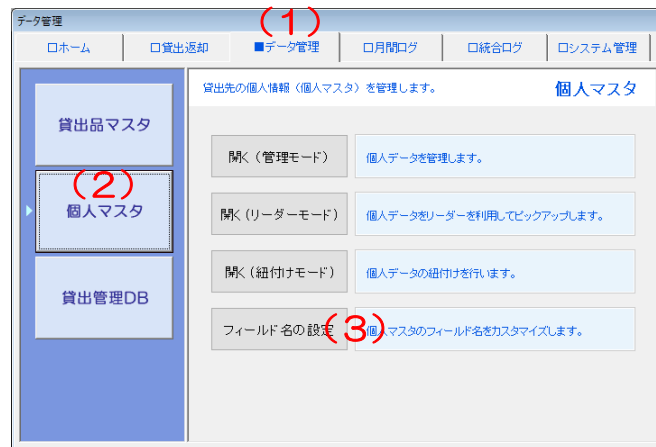 データ管理
(1)
□ホーム □貸出返却 ■データ管理 □月間ログ □統合ログ □システム管理
貸出先の個人情報（個人マスタ）を管理します。 個人マスタ
貸出品マスタ
(2)
個人マスタ
貸出管理DB
開く（管理モード） 個人データを管理します。
開く（リーダーモード） 個人データをリーダーを利用してピックアップします。
開く（紐付けモード） 個人データの紐付けを行います。
フィールド名の設定 (3) 個人マスタのフィールド名をカスタマイズします。